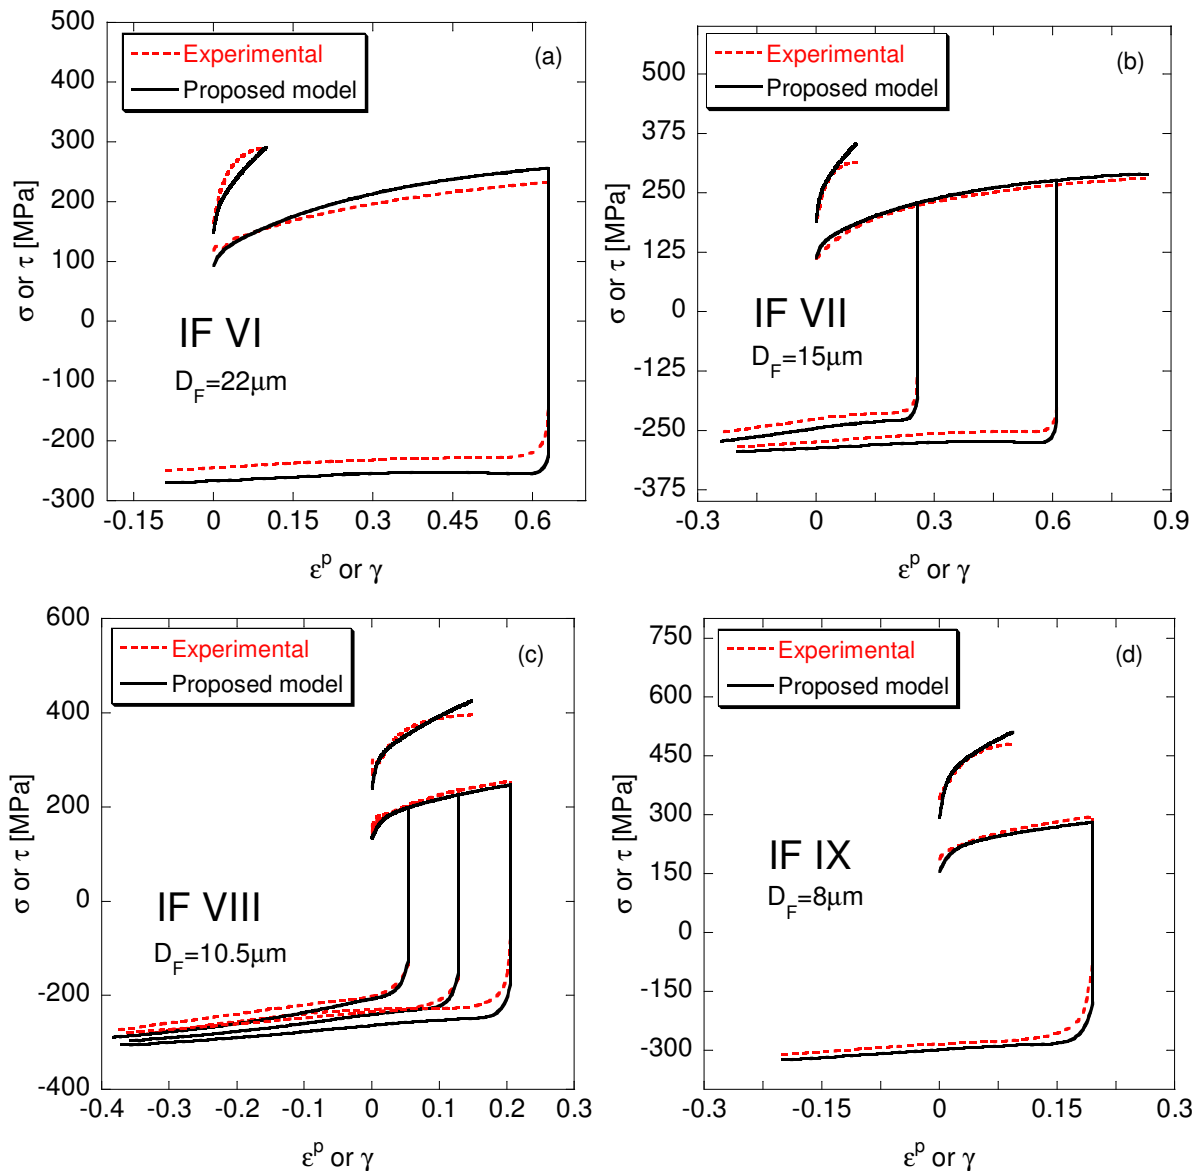 500
400
300
200
100
0
-100
-200
-300
σ or τ [MPa]
Experimental
Proposed model
(a)
IF VI
D_F=22μm
-0.15 0 0.15 0.3 0.45 0.6
ε^p or γ
500
375
250
125
0
-125
-250
-375
σ or τ [MPa]
Experimental
Proposed model
(b)
IF VII
D_F=15μm
-0.3 0 0.3 0.6 0.9
ε^p or γ
600
400
200
0
-200
-400
σ or τ [MPa]
Experimental
Proposed model
(c)
IF VIII
D_F=10.5μm
-0.4 -0.3 -0.2 -0.1 0 0.1 0.2 0.3
ε^p or γ
750
600
450
300
150
0
-150
-300
σ or τ [MPa]
Experimental
Proposed model
(d)
IF IX
D_F=8μm
-0.3 -0.15 0 0.15 0.3
ε^p or γ